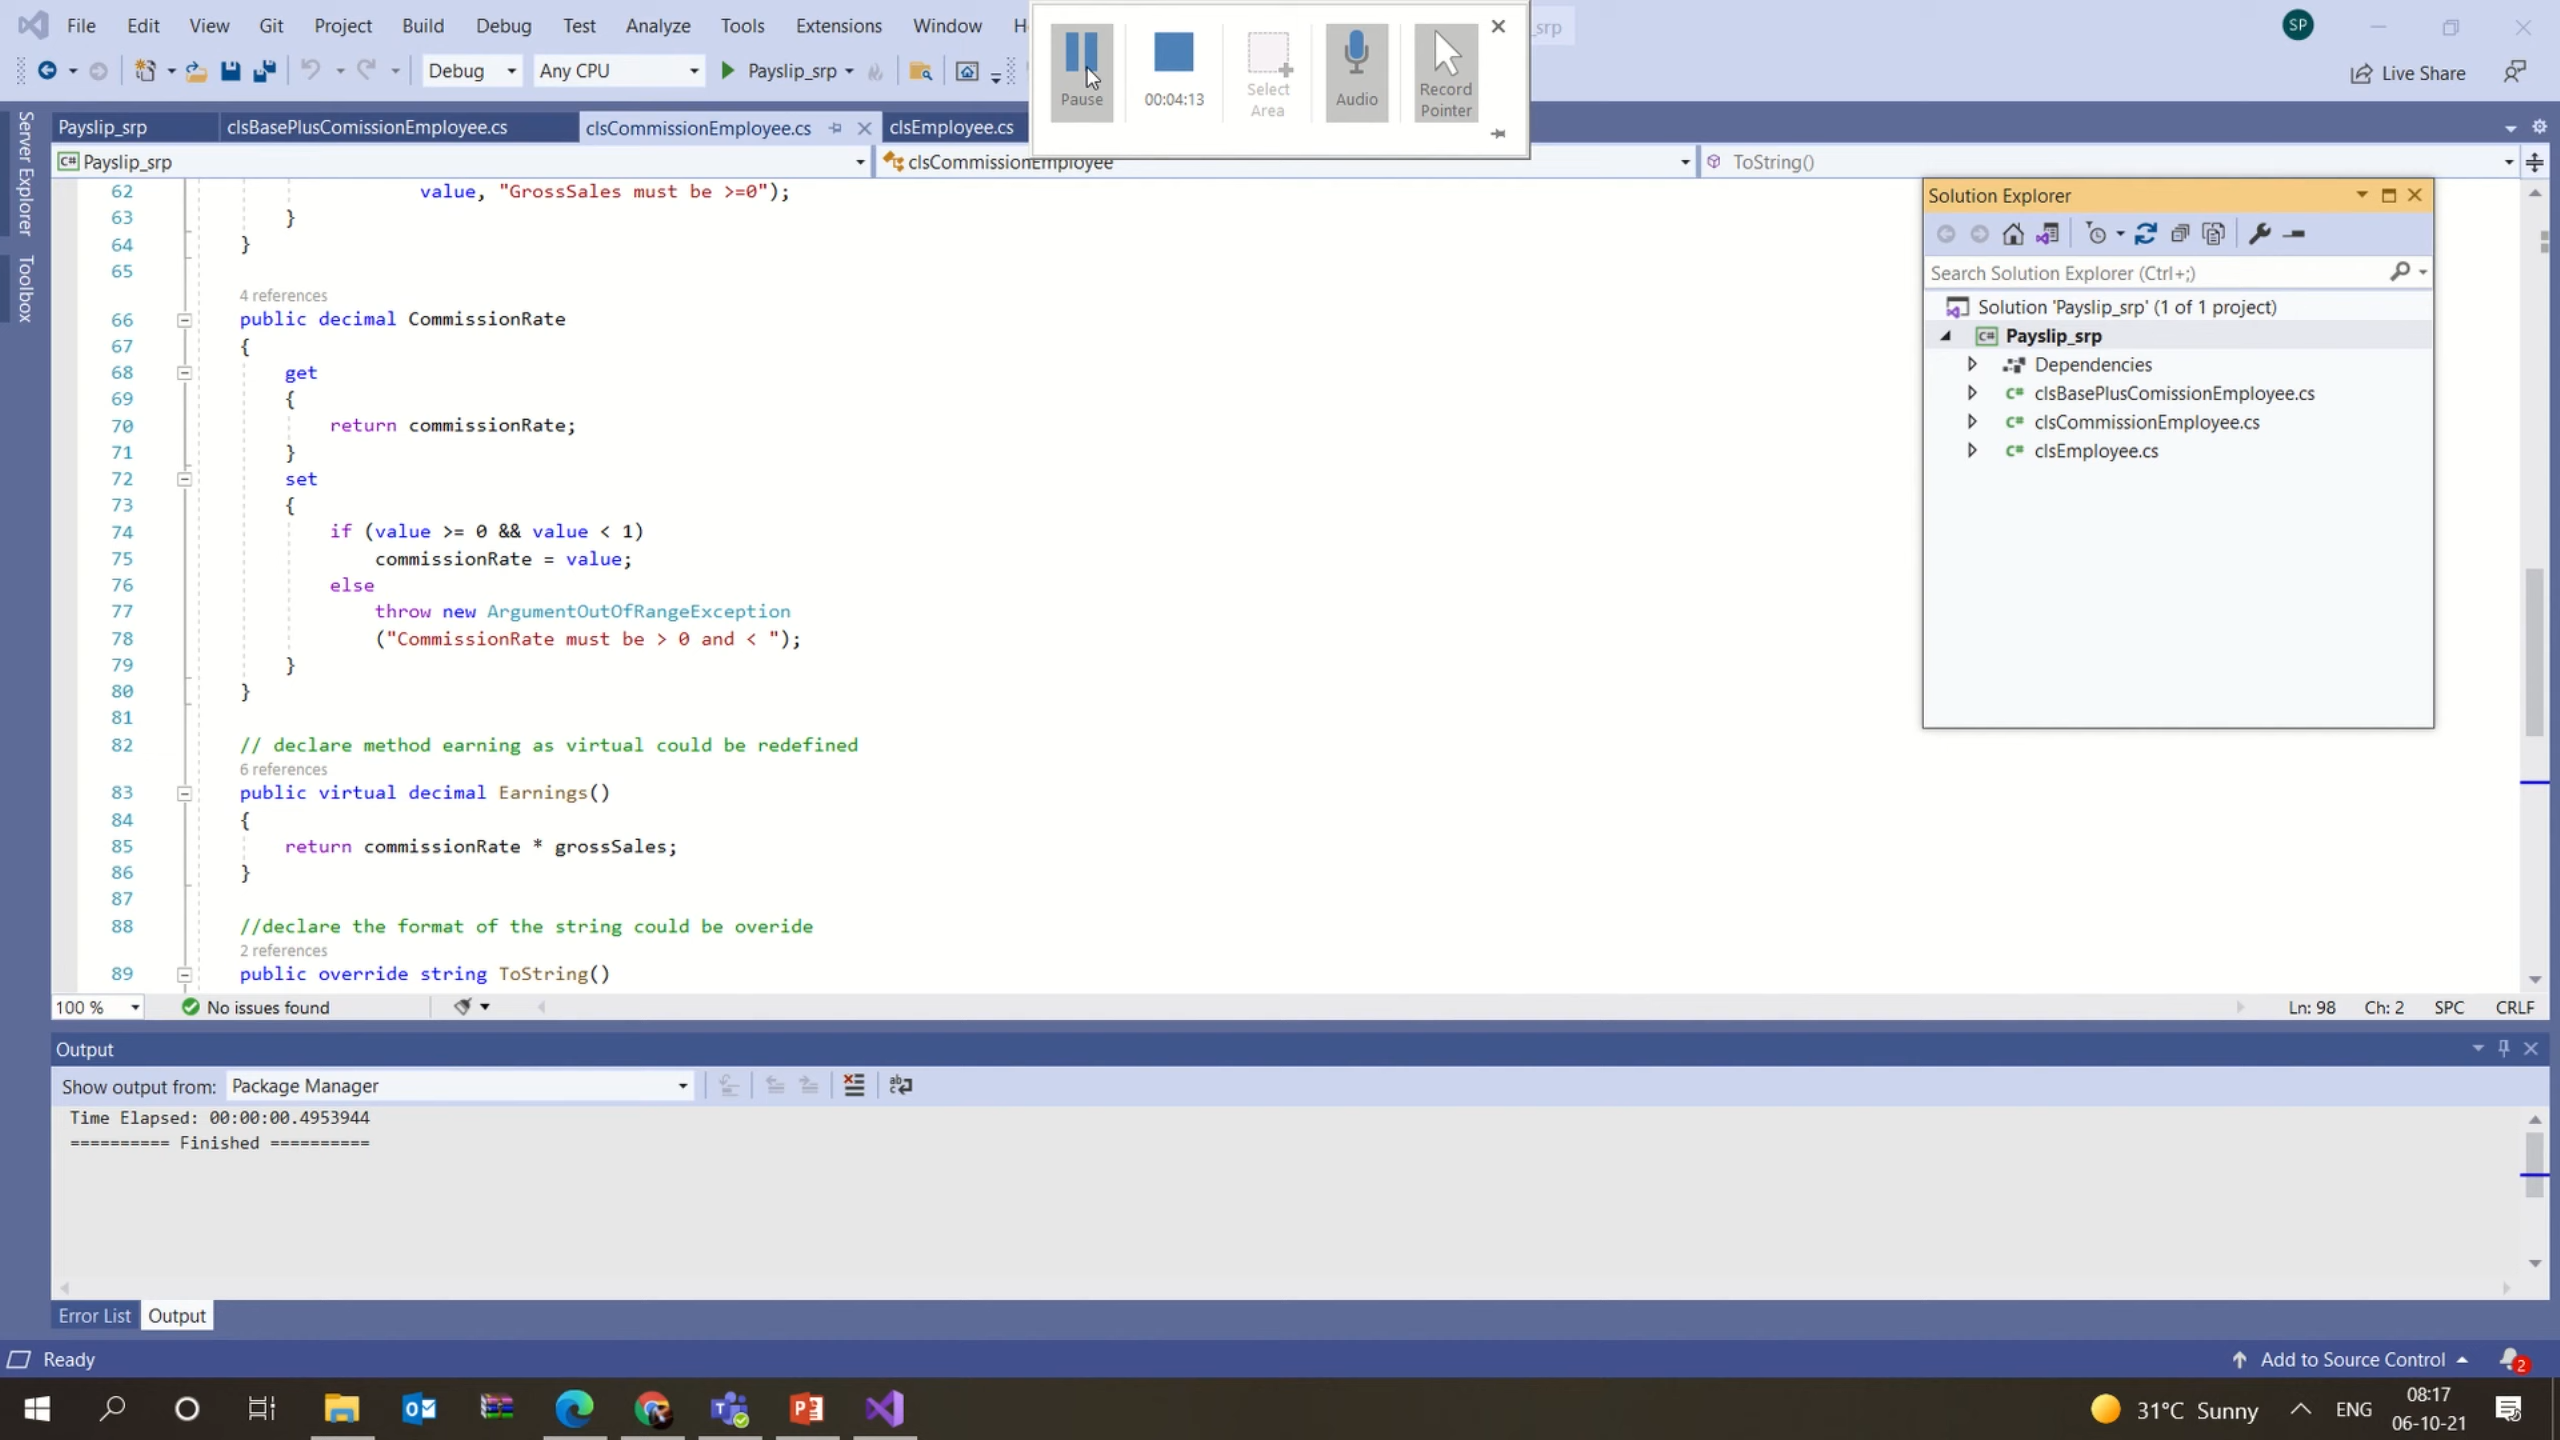 File Edit View Git Project Build Debug Test Analyze Tools Extensions Window H
_srp
SP
Pause
00:04:13
Select
Area
Audio
Record
Pointer
Debug
Any CPU
Payslip_srp
Live Share
Server Explorer
Toolbox
Payslip_srp
clsBasePlusComissionEmployee.cs
clsCommissionEmployee.cs
clsEmployee.cs
C# Payslip_srp
clsCommissionEmployee
ToString()
62 value, "GrossSales must be >=0");
63 }
64 }
65
4 references
66 public decimal CommissionRate
67 {
68 get
69 {
70 return commissionRate;
71 }
72 set
73 {
74 if (value >= 0 && value < 1)
75 commissionRate = value;
76 else
77 throw new ArgumentOutOfRangeException
78 ("CommissionRate must be > 0 and < ");
79 }
80 }
81
82 // declare method earning as virtual could be redefined
6 references
83 public virtual decimal Earnings()
84 {
85 return commissionRate * grossSales;
86 }
87
88 //declare the format of the string could be overide
2 references
89 public override string ToString()
Solution Explorer
Search Solution Explorer (Ctrl+;)
Solution 'Payslip_srp' (1 of 1 project)
C# Payslip_srp
Dependencies
C# clsBasePlusComissionEmployee.cs
C# clsCommissionEmployee.cs
C# clsEmployee.cs
100 %
No issues found
Ln: 98 Ch: 2 SPC CRLF
Output
Show output from: Package Manager
Time Elapsed: 00:00:00.4953944
========== Finished ==========
Error List Output
Ready
Add to Source Control
2
31°C Sunny
ENG
08:17
06-10-21